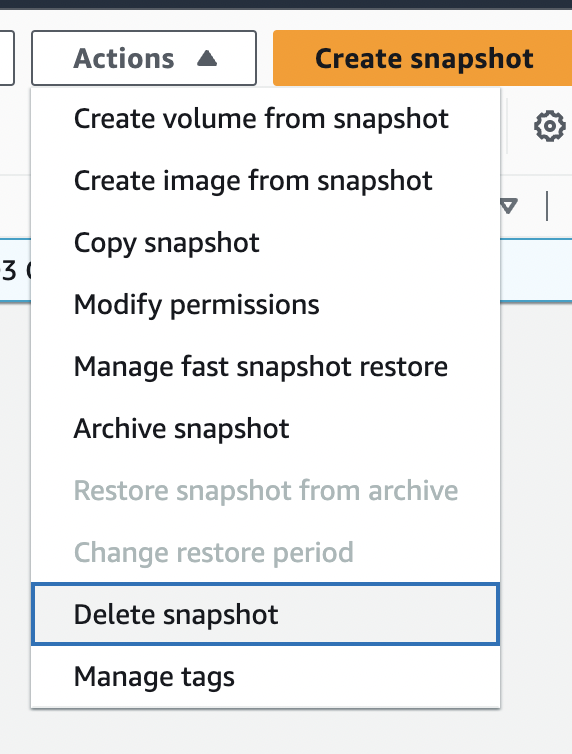 Actions
Create snapshot
Create volume from snapshot
Create image from snapshot
3
Copy snapshot
Modify permissions
Manage fast snapshot restore
Archive snapshot
Restore snapshot from archive
Change restore period
Delete snapshot
Manage tags